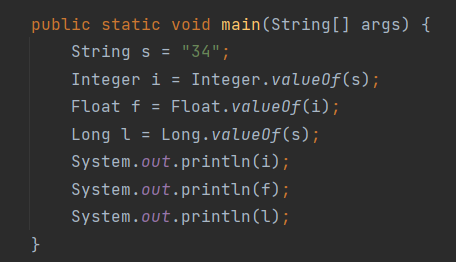 public static void main(String[] args) {
    String s = "34";
    Integer i = Integer.valueOf(s);
    Float f = Float.valueOf(i);
    Long l = Long.valueOf(s);
    System.out.println(i);
    System.out.println(f);
    System.out.println(l);
}